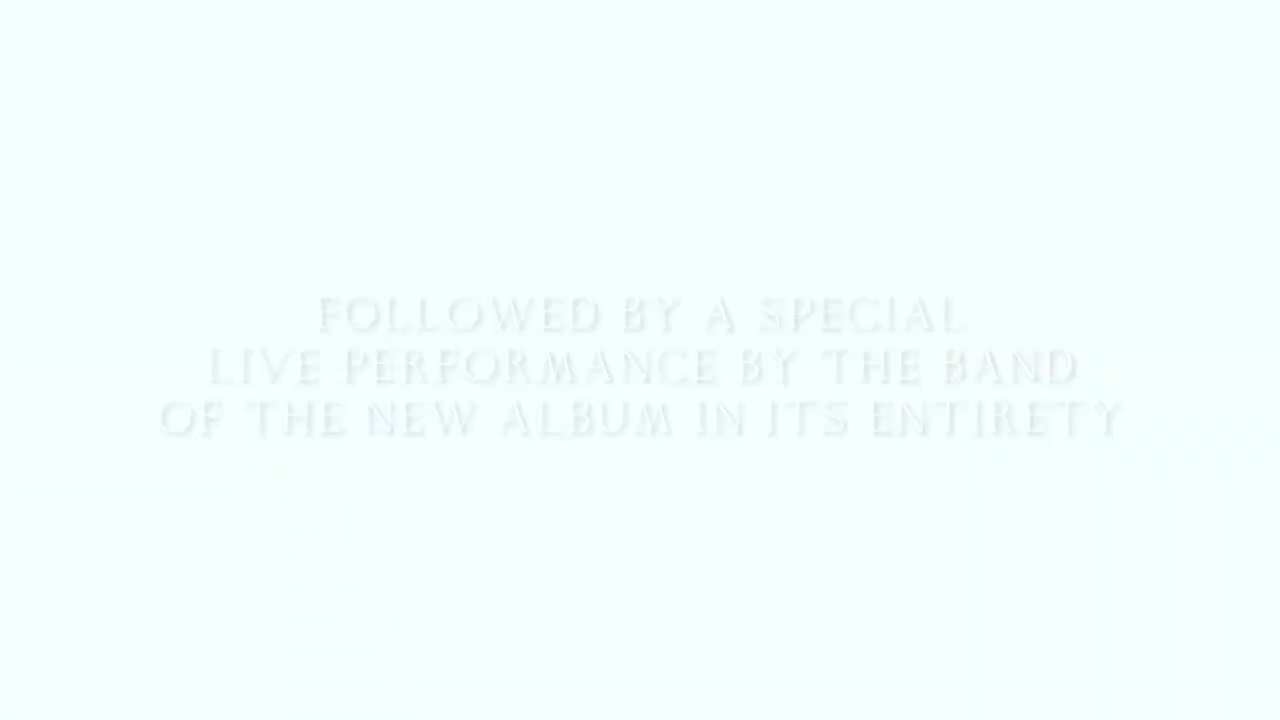 FOLLOWED BY A SPECIAL
LIVE PERFORMANCE BY THE BAND
OF THE NEW ALBUM IN ITS ENTIRETY